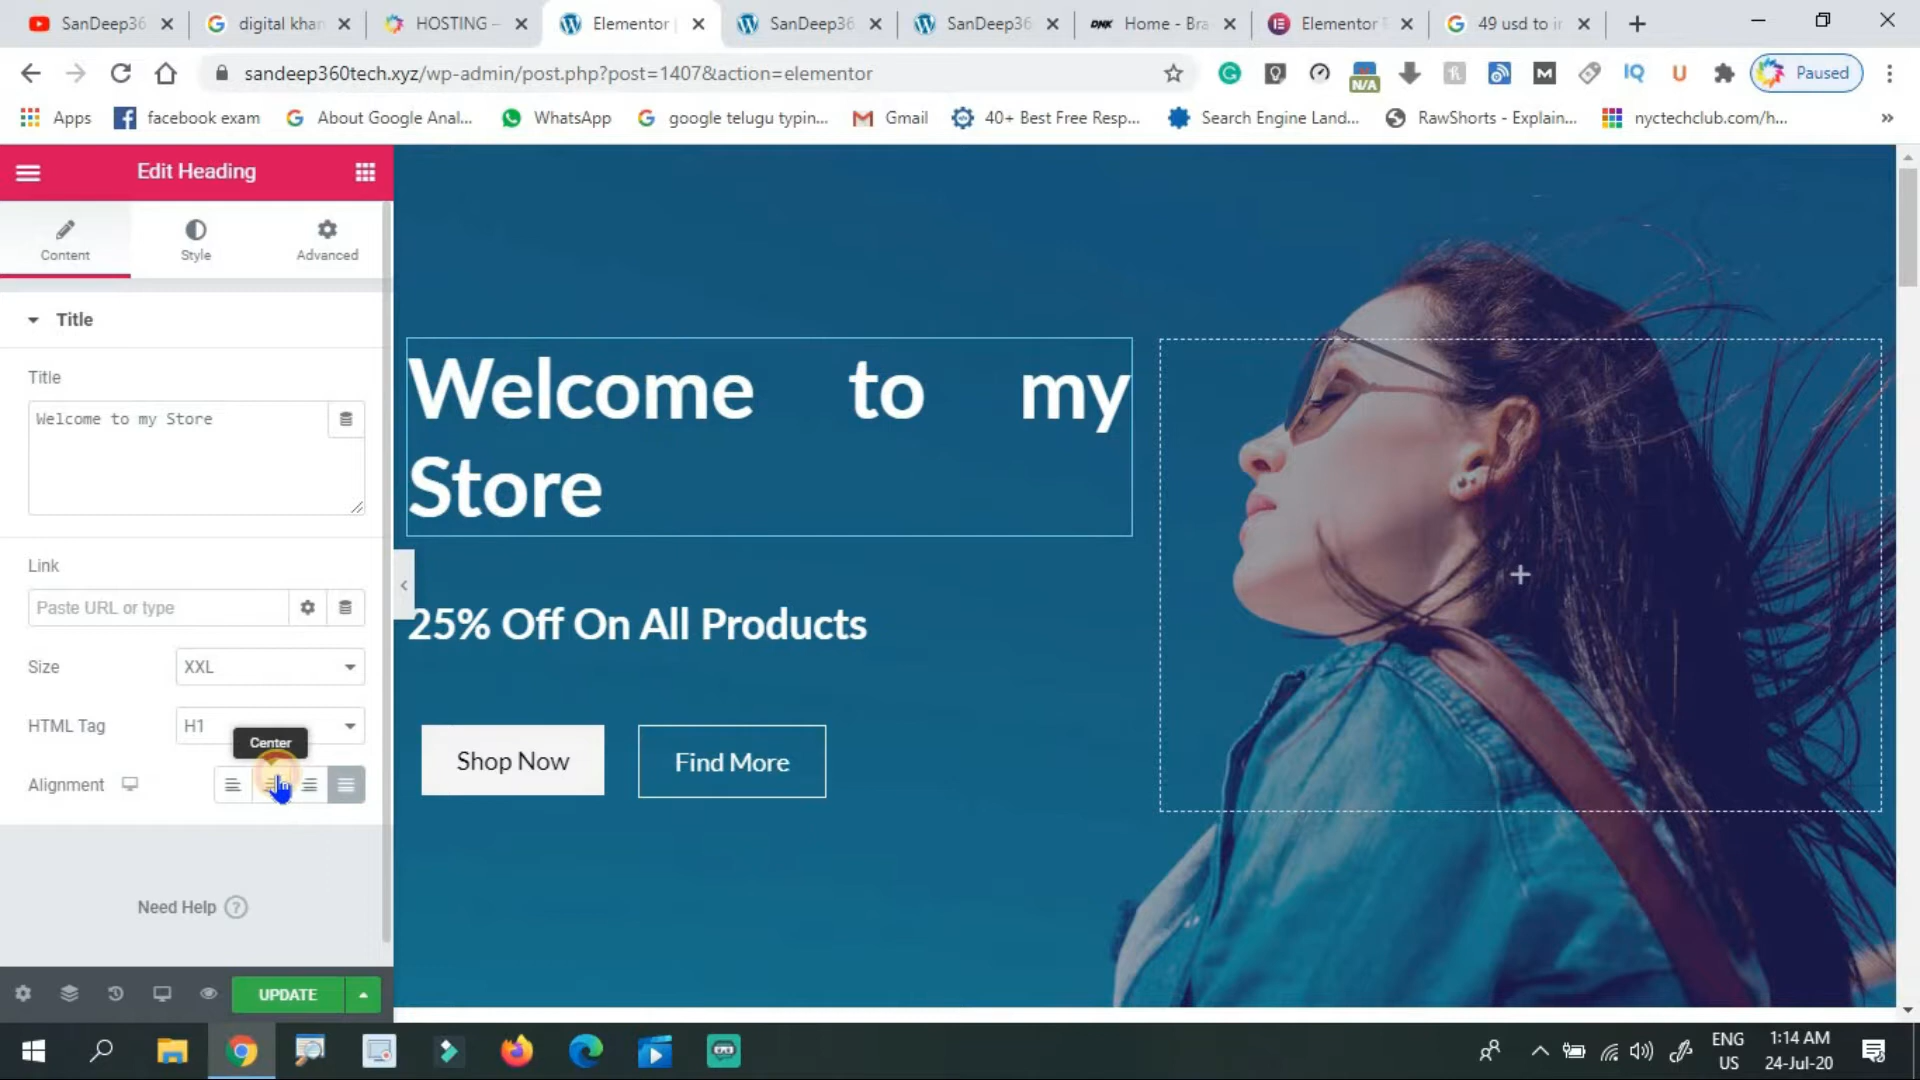 SanDeep36
digital khan
HOSTING –
Elementor
SanDeep36
SanDeep36
DNK Home - Bra
Elementor
49 usd to in
sandeep360tech.xyz/wp-admin/post.php?post=1407&action=elementor
N/A
IQ
Paused
Apps
facebook exam
About Google Anal...
WhatsApp
google telugu typin...
Gmail
40+ Best Free Resp...
Search Engine Land...
RawShorts - Explain...
nyctechclub.com/h...
»
Edit Heading
Content
Style
Advanced
Title
Title
Welcome to my Store
Link
Paste URL or type
Size
XXL
HTML Tag
H1
Center
Alignment
Need Help ?
UPDATE
Welcome to my
Store
25% Off On All Products
Shop Now
Find More
ENG
US
1:14 AM
24-Jul-20